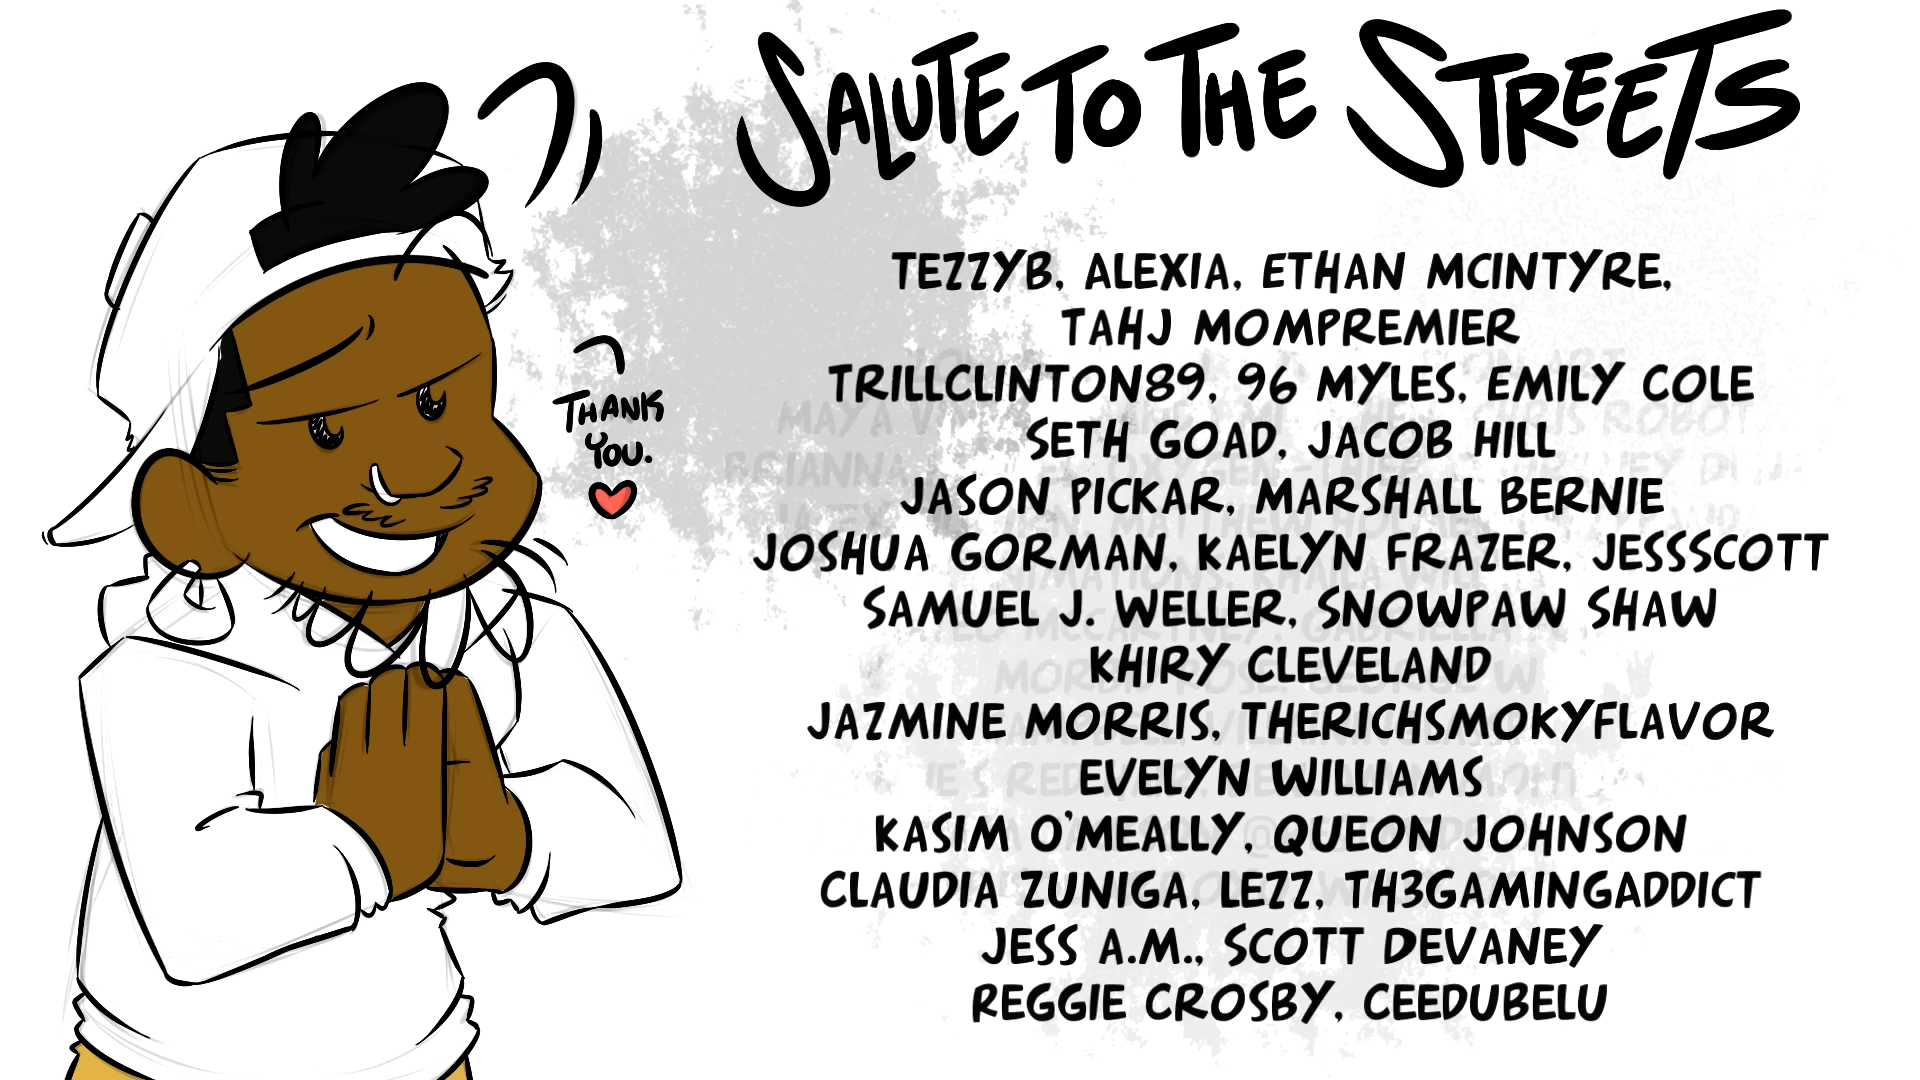 SALUTE TO THE STREETS
TEZZYB, ALEXIA, ETHAN MCINTYRE,
TAHJ MOMPREMIER
TRILLCLINTON89, 96 MYLES, EMILY COLE
SETH GOAD, JACOB HILL
JASON PICKAR, MARSHALL BERNIE
JOSHUA GORMAN, KAELYN FRAZER, JESSSCOTT
SAMUEL J. WELLER, SNOWPAW SHAW
KHIRY CLEVELAND
JAZMINE MORRIS, THERICHSMOKYFLAVOR
EVELYN WILLIAMS
KASIM O'MEALLY, QUEON JOHNSON
CLAUDIA ZUNIGA, LEZZ, TH3GAMINGADDICT
JESS A.M., SCOTT DEVANEY
REGGIE CROSBY, CEEDUBELU
THANK
YOU.